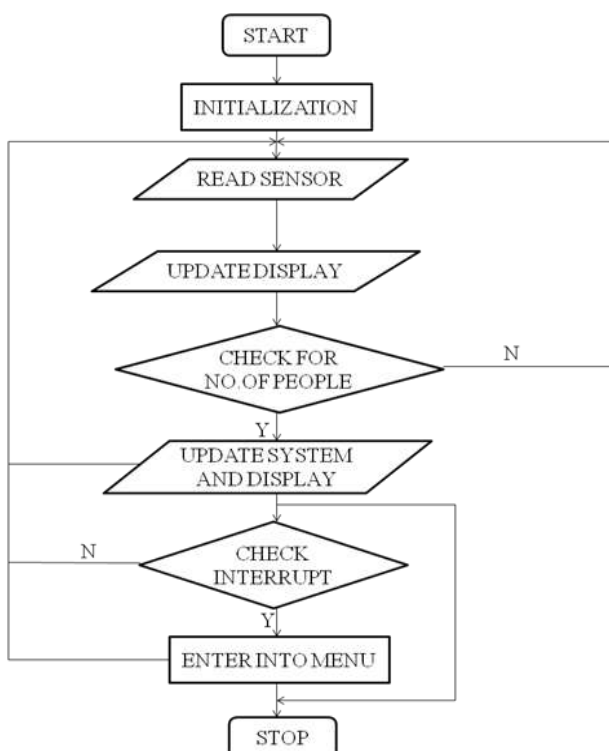 START
INITIALIZATION
READ SENSOR
UPDATE DISPLAY
CHECK FOR
NO.OF PEOPLE
N
Y
UPDATE SYSTEM
AND DISPLAY
N
CHECK
INTERRUPT
Y
ENTER INTO MENU
STOP